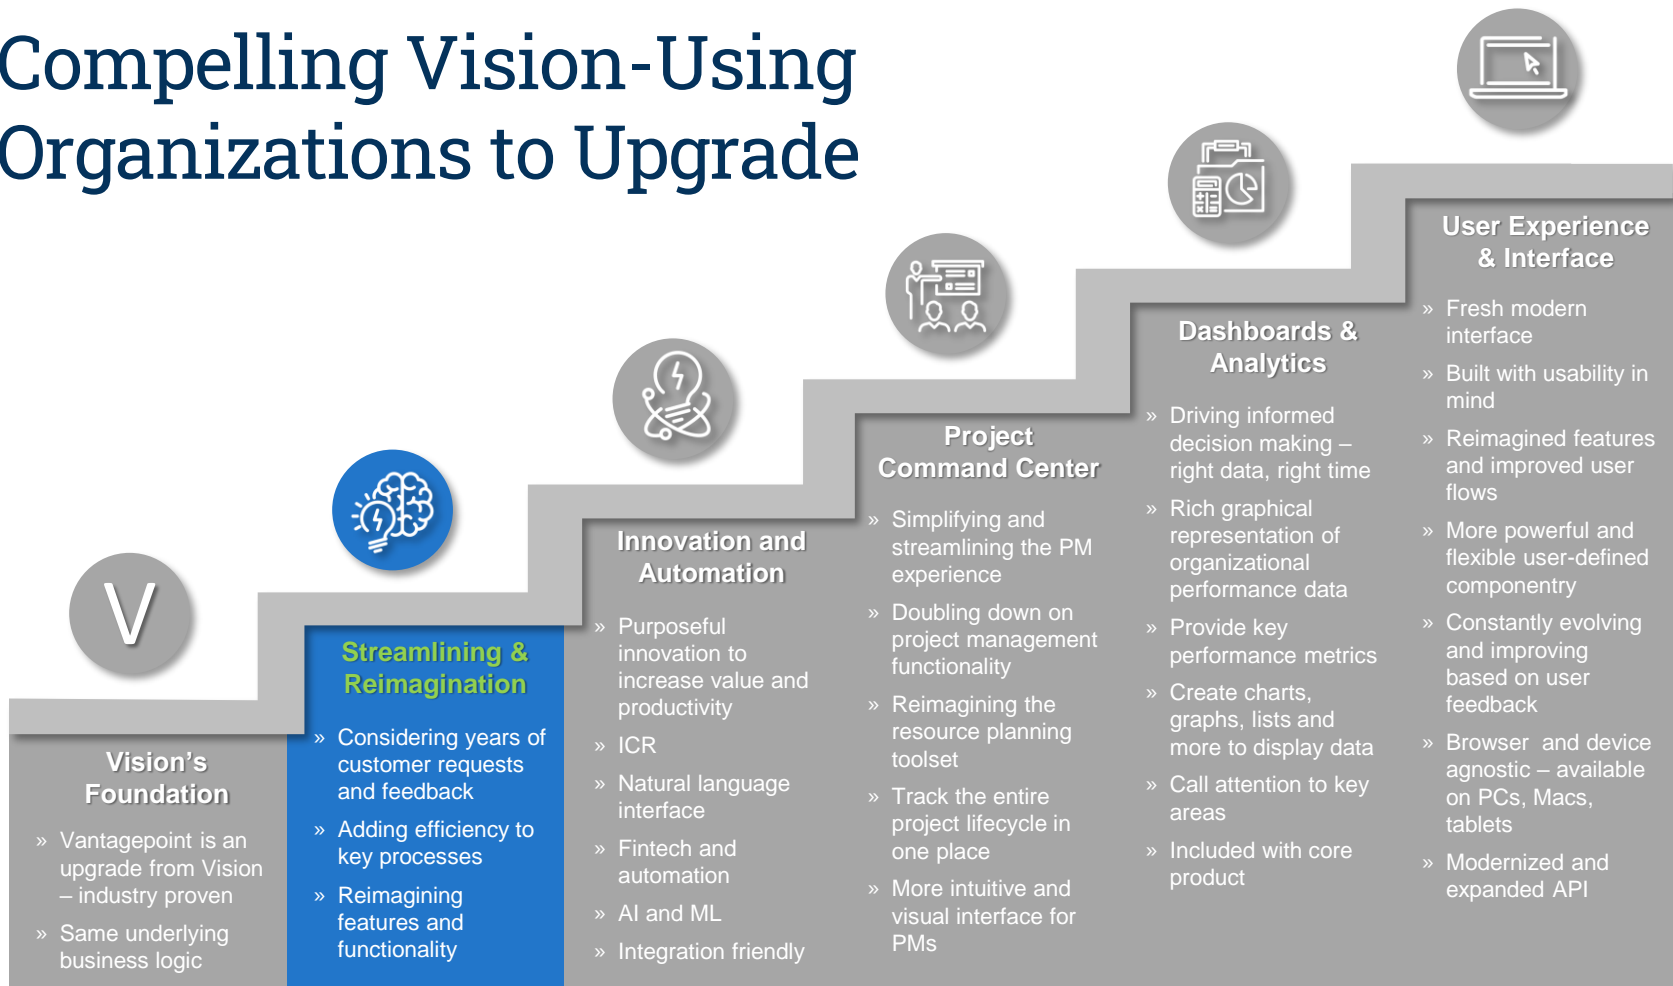 Compelling Vision-Using
Organizations to Upgrade
V
Vision's
Foundation
» Vantagepoint is an
upgrade from Vision
– industry proven
» Same underlying
business logic
Streamlining &
Reimagination
» Considering years of
customer requests
and feedback
» Adding efficiency to
key processes
» Reimagining
features and
functionality
Innovation and
Automation
» Purposeful
innovation to
increase value and
productivity
» ICR
» Natural language
interface
» Fintech and
automation
» AI and ML
» Integration friendly
Project
Command Center
» Simplifying and
streamlining the PM
experience
» Doubling down on
project management
functionality
» Reimagining the
resource planning
toolset
» Track the entire
project lifecycle in
one place
» More intuitive and
visual interface for
PMs
Dashboards &
Analytics
» Driving informed
decision making –
right data, right time
» Rich graphical
representation of
organizational
performance data
» Provide key
performance metrics
» Create charts,
graphs, lists and
more to display data
» Call attention to key
areas
» Included with core
product
User Experience
& Interface
» Fresh modern
interface
» Built with usability in
mind
» Reimagined features
and improved user
flows
» More powerful and
flexible user-defined
componentry
» Constantly evolving
and improving
based on user
feedback
» Browser and device
agnostic – available
on PCs, Macs,
tablets
» Modernized and
expanded API